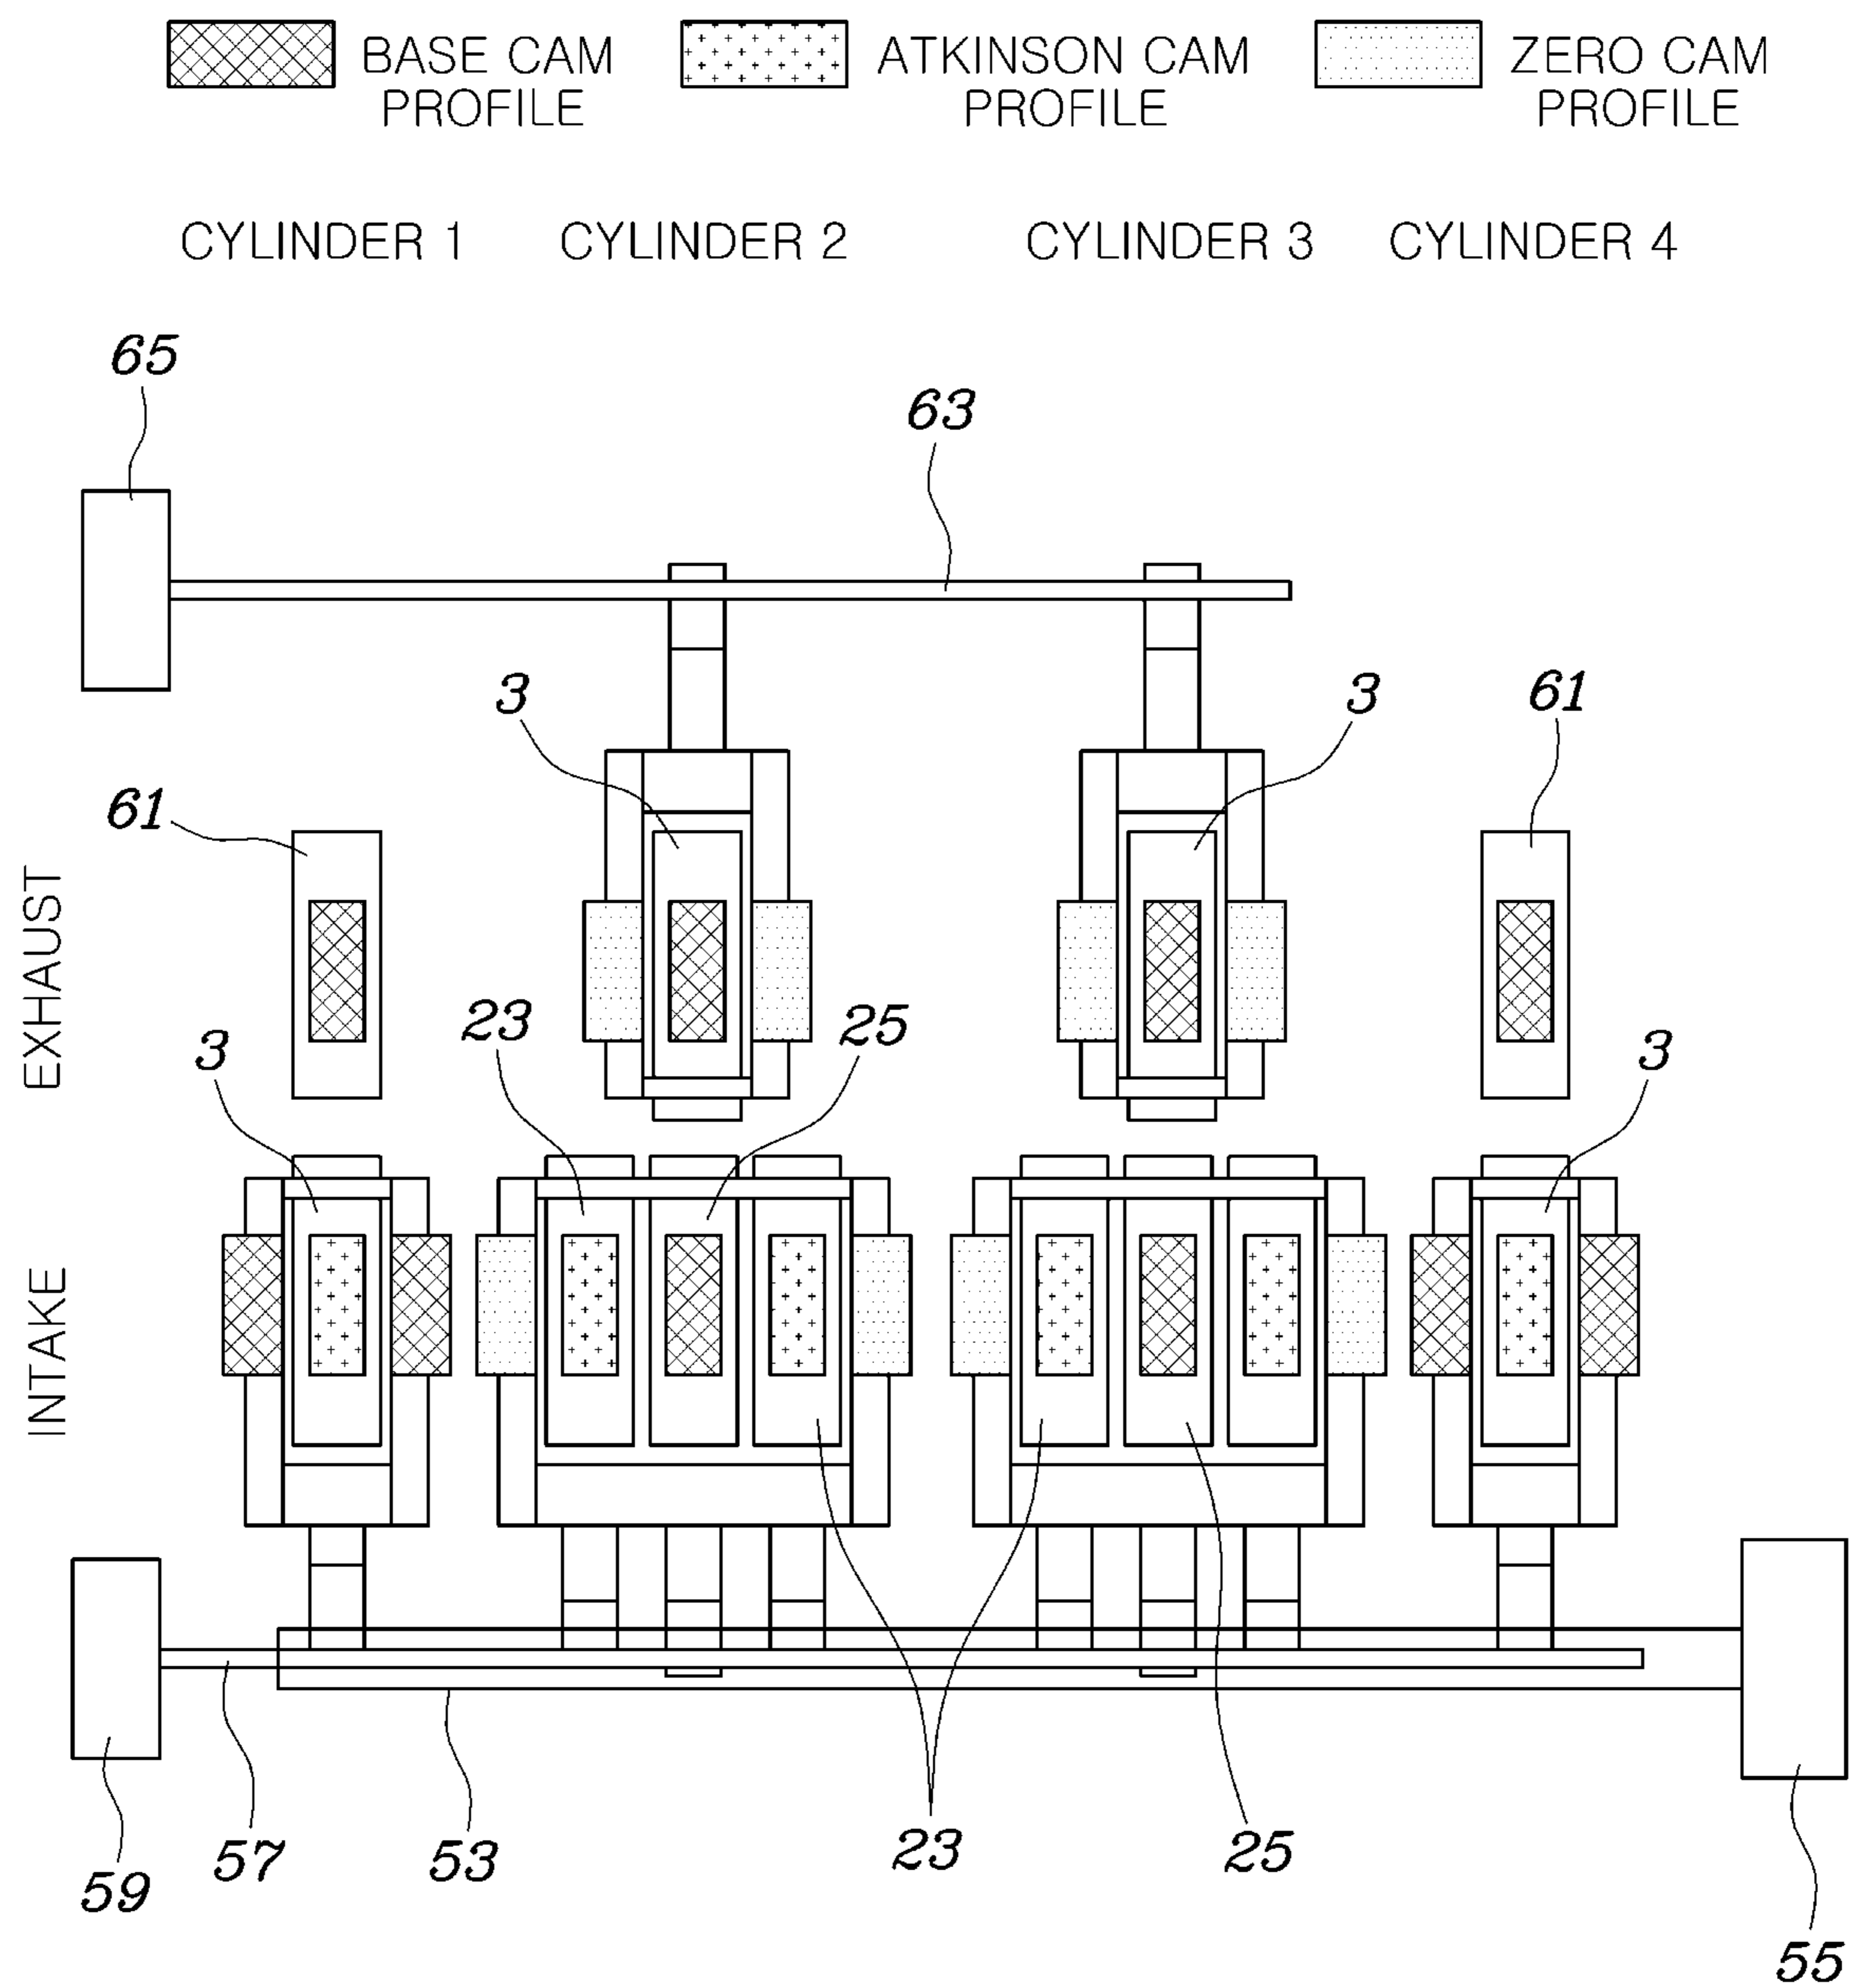 BASE CAM PROFILE
ATKINSON CAM PROFILE
ZERO CAM PROFILE
CYLINDER 1
CYLINDER 2
CYLINDER 3
CYLINDER 4
65
63
3
3
61
61
EXHAUST
23
25
3
3
INTAKE
57
53
23
25
59
55